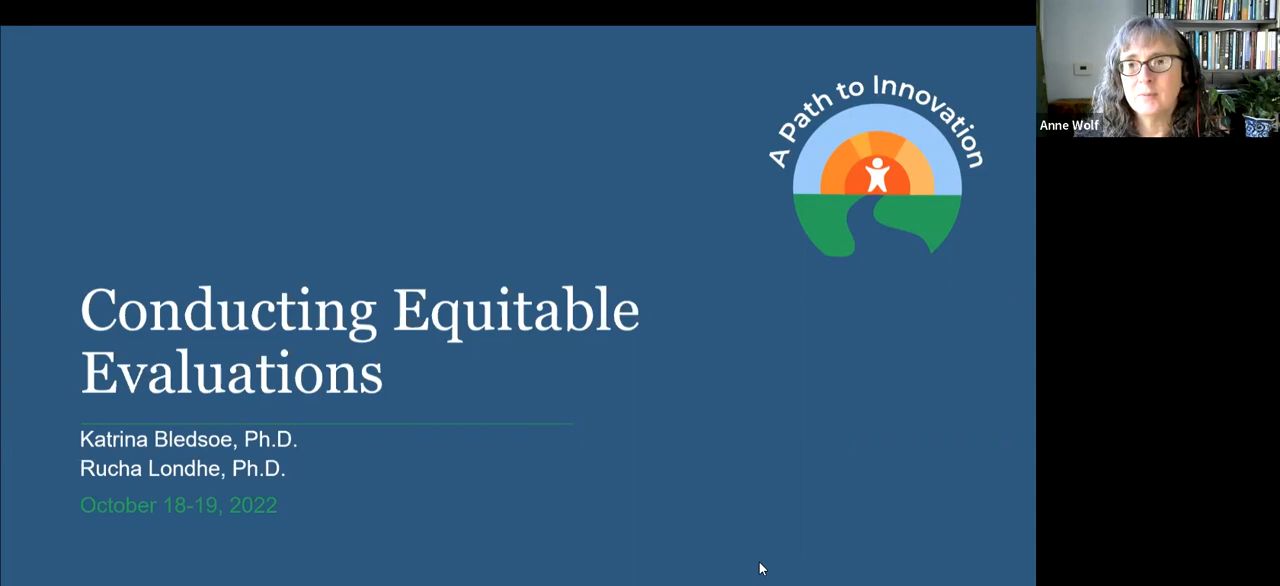 A Path to Innovation
Anne Wolf
Conducting Equitable
Evaluations
Katrina Bledsoe, Ph.D.
Rucha Londhe, Ph.D.
October 18-19, 2022